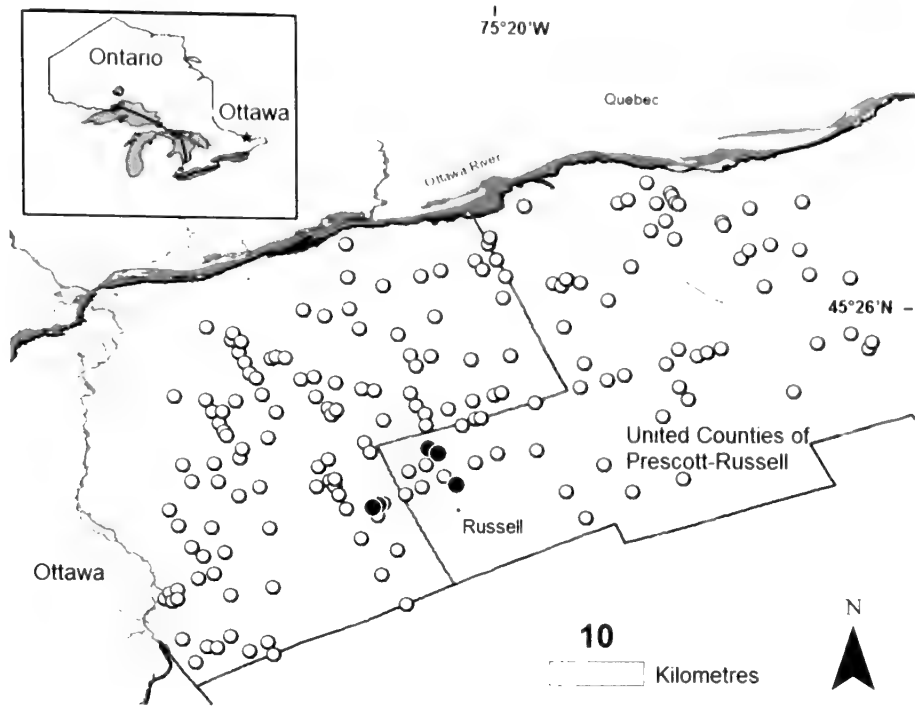 75°20'W
Ontario
Ottawa
Quebec
Ottawa River
45°26'N
United Counties of
Prescott-Russell
Russell
Ottawa
N
10
Kilometres